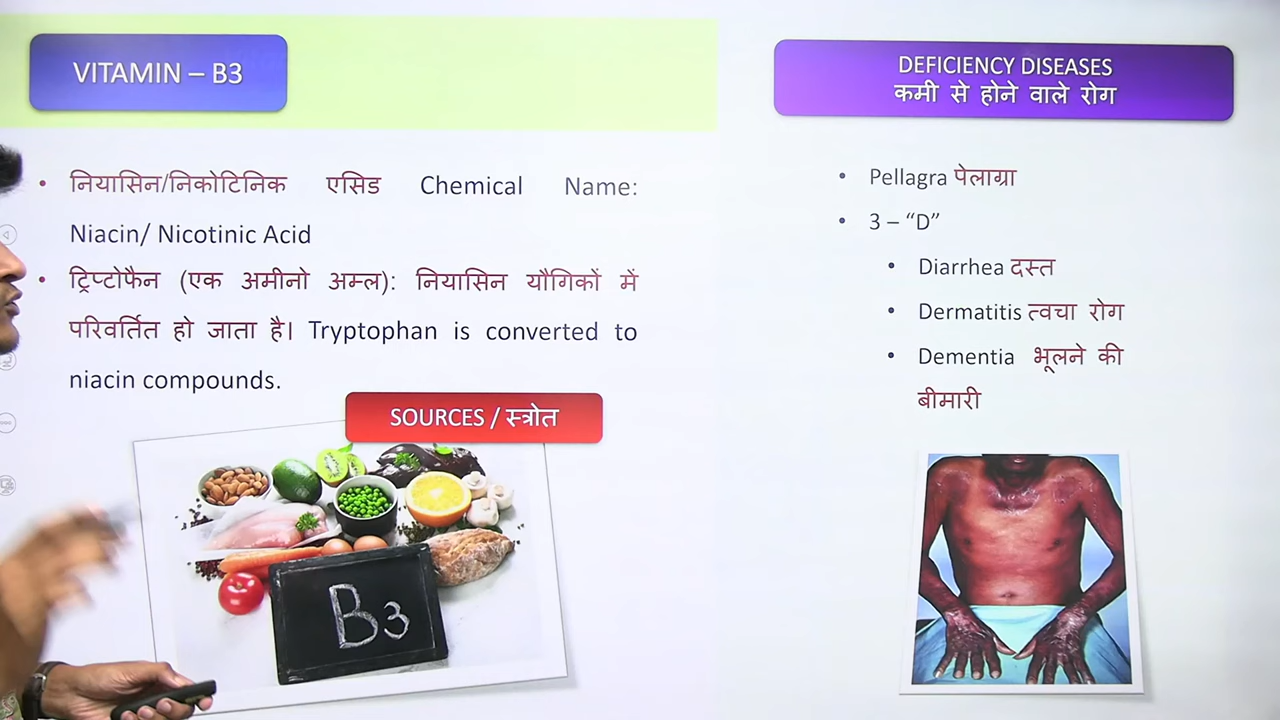 VITAMIN – B3
नियासिन/निकोटिनिक एसिड Chemical Name:
Niacin/ Nicotinic Acid
ट्रिप्टोफैन (एक अमीनो अम्ल): नियासिन यौगिकों में
परिवर्तित हो जाता है। Tryptophan is converted to
niacin compounds.
SOURCES / स्त्रोत
B3
DEFICIENCY DISEASES
कमी से होने वाले रोग
Pellagra पेलाग्रा
3 – “D”
Diarrhea दस्त
Dermatitis त्वचा रोग
Dementia भूलने की
बीमारी